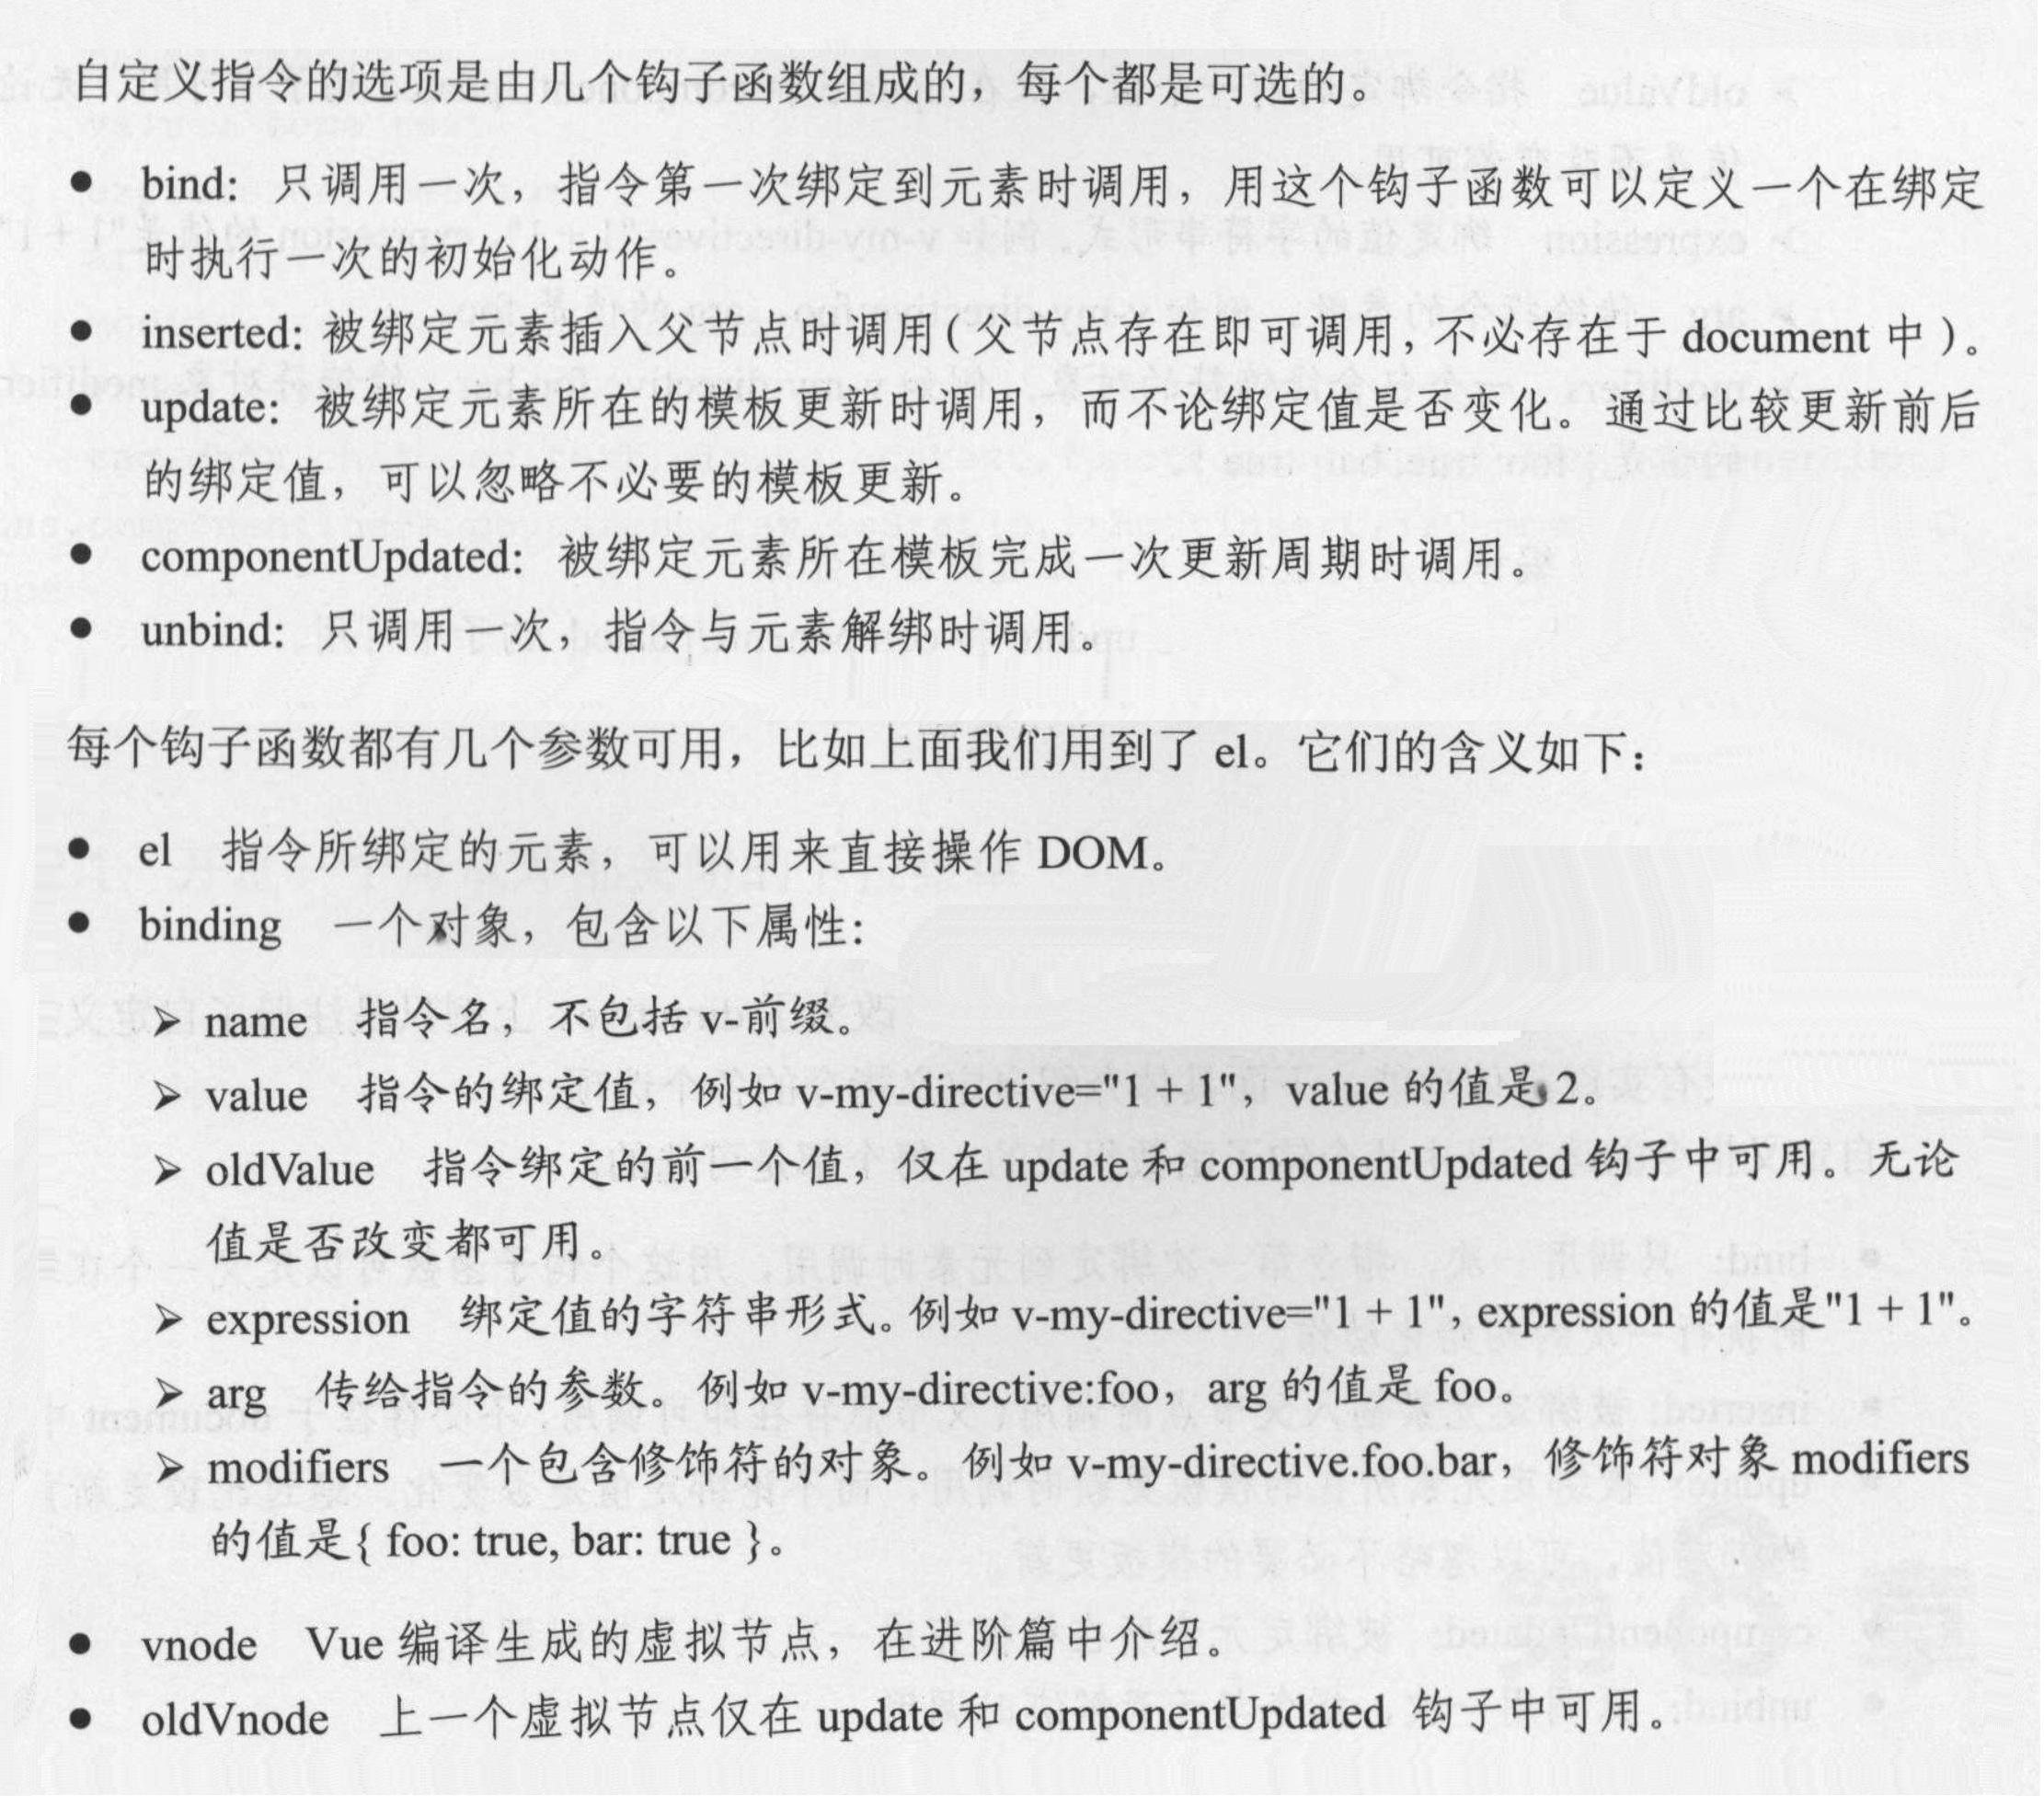 自定义指令的选项是由几个钩子函数组成的，每个都是可选的。
● bind: 只调用一次，指令第一次绑定到元素时调用，用这个钩子函数可以定义一个在绑定
时执行一次的初始化动作。
● inserted: 被绑定元素插入父节点时调用（父节点存在即可调用，不必存在于 document 中）。
● update: 被绑定元素所在的模板更新时调用，而不论绑定值是否变化。通过比较更新前后
的绑定值，可以忽略不必要的模板更新。
● componentUpdated: 被绑定元素所在模板完成一次更新周期时调用。
● unbind: 只调用一次，指令与元素解绑时调用。
每个钩子函数都有几个参数可用，比如上面我们用到了 el。它们的含义如下：
● el 指令所绑定的元素，可以用来直接操作 DOM。
● binding 一个对象，包含以下属性：
➢ name 指令名，不包括 v-前缀。
➢ value 指令的绑定值，例如 v-my-directive="1 + 1"，value 的值是 2。
➢ oldValue 指令绑定的前一个值，仅在 update 和 componentUpdated 钩子中可用。无论
值是否改变都可用。
➢ expression 绑定值的字符串形式。例如 v-my-directive="1 + 1", expression 的值是"1 + 1"。
➢ arg 传给指令的参数。例如 v-my-directive:foo，arg 的值是 foo。
➢ modifiers 一个包含修饰符的对象。例如 v-my-directive.foo.bar，修饰符对象 modifiers
的值是{ foo: true, bar: true }。
● vnode Vue 编译生成的虚拟节点，在进阶篇中介绍。
● oldVnode 上一个虚拟节点仅在 update 和 componentUpdated 钩子中可用。